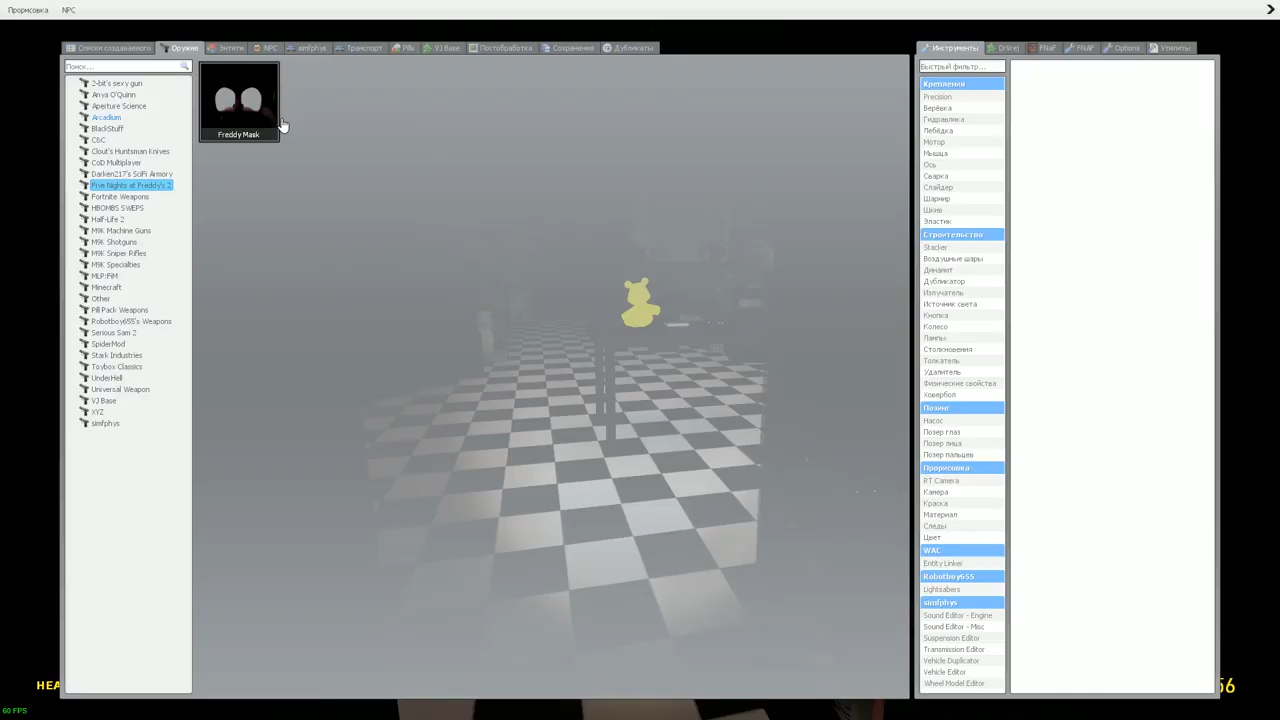 Прорисовка NPC
Списки создаваемого Оружие Энтити NPC simfphys Транспорт Pills VJ Base Постобработка Сохранения Дубликаты
Поиск...
2-bit's sexy gun
Anya O'Quinn
Aperture Science
Arcadium
BlackStuff
C&C
Clout's Huntsman Knives
CoD Multiplayer
Darken217's SciFi Armory
Five Nights at Freddy's 2
Fortnite Weapons
HBOMBS SWEPS
Half-Life 2
M9K Machine Guns
M9K Shotguns
M9K Sniper Rifles
M9K Specialties
MLP:FiM
Minecraft
Other
Pill Pack Weapons
Robotboy655's Weapons
Serious Sam 2
SpiderMod
Stark Industries
Toybox Classics
UnderHell
Universal Weapon
VJ Base
XYZ
simfphys
Freddy Mask
Инструменты DrVrej FNaF FNAF Options Утилиты
Быстрый фильтр...
Крепления
Precision
Верёвка
Гидравлика
Лебёдка
Мотор
Мышца
Ось
Сварка
Слайдер
Шарнир
Шкив
Эластик
Строительство
Stacker
Воздушные шары
Динамит
Дубликатор
Излучатель
Источник света
Кнопка
Колесо
Лампы
Столкновения
Толкатель
Удалитель
Физические свойства
Ховербол
Позинг
Насос
Позер глаз
Позер лица
Позер пальцев
Прорисовка
RT Camera
Камера
Краска
Материал
Следы
Цвет
WAC
Entity Linker
Robotboy655
Lightsabers
simfphys
Sound Editor - Engine
Sound Editor - Misc
Suspension Editor
Transmission Editor
Vehicle Duplicator
Vehicle Editor
Wheel Model Editor
HEA
56
60 FPS